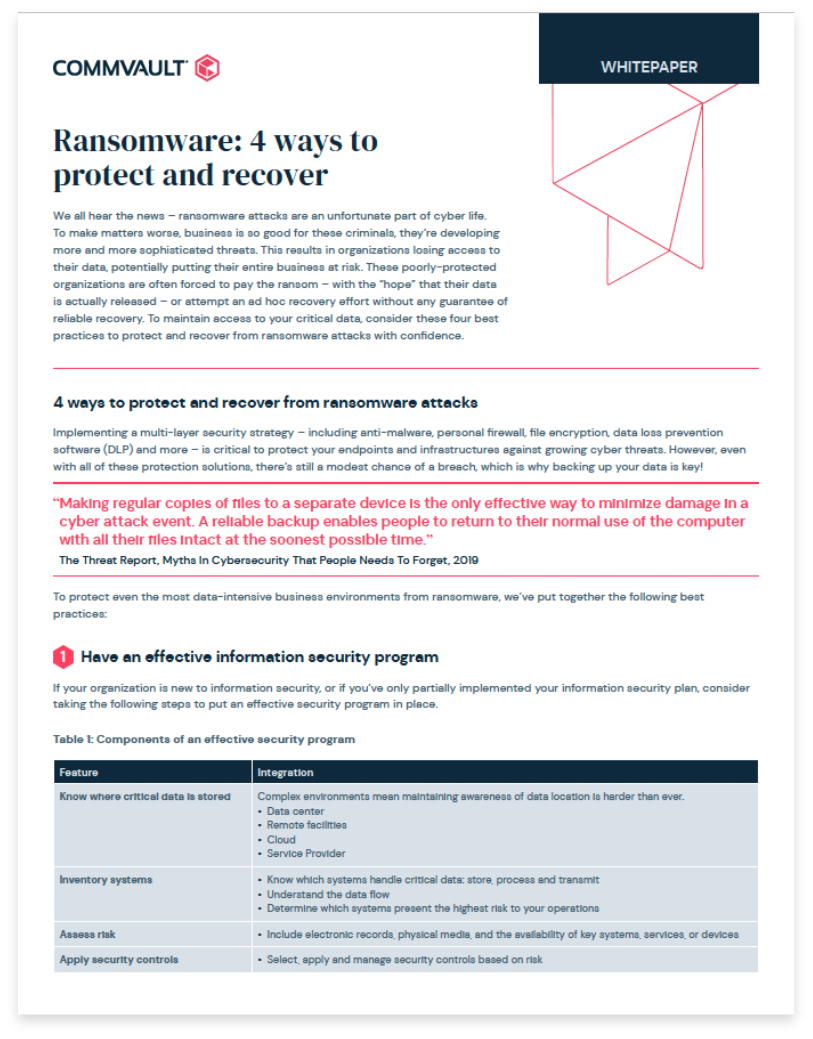 COMMVAULT
WHITEPAPER
Ransomware: 4 ways to
protect and recover
We all hear the news – ransomware attacks are an unfortunate part of cyber life.
To make matters worse, business is so good for these criminals, they're developing
more and more sophisticated threats. This results in organizations losing access to
their data, potentially putting their entire business at risk. These poorly-protected
organizations are often forced to pay the ransom – with the "hope" that their data
is actually released – or attempt an ad hoc recovery effort without any guarantee of
reliable recovery. To maintain access to your critical data, consider these four best
practices to protect and recover from ransomware attacks with confidence.
4 ways to protect and recover from ransomware attacks
Implementing a multi-layer security strategy – including anti-malware, personal firewall, file encryption, data loss prevention
software (DLP) and more – is critical to protect your endpoints and infrastructures against growing cyber threats. However, even
with all of these protection solutions, there's still a modest chance of a breach, which is why backing up your data is key!
"Making regular copies of files to a separate device is the only effective way to minimize damage in a
cyber attack event. A reliable backup enables people to return to their normal use of the computer
with all their files intact at the soonest possible time."
The Threat Report, Myths In Cybersecurity That People Needs To Forget, 2019
To protect even the most data-intensive business environments from ransomware, we've put together the following best
practices:
1 Have an effective information security program
If your organization is new to information security, or if you've only partially implemented your information security plan, consider
taking the following steps to put an effective security program in place.
Table 1: Components of an effective security program
Feature Integration
Know where critical data is stored Complex environments mean maintaining awareness of data location is harder than ever.
• Data center
• Remote facilities
• Cloud
• Service Provider
Inventory systems • Know which systems handle critical data: store, process and transmit
• Understand the data flow
• Determine which systems present the highest risk to your operations
Assess risk • Include electronic records, physical media, and the availability of key systems, services, or devices
Apply security controls • Select, apply and manage security controls based on risk